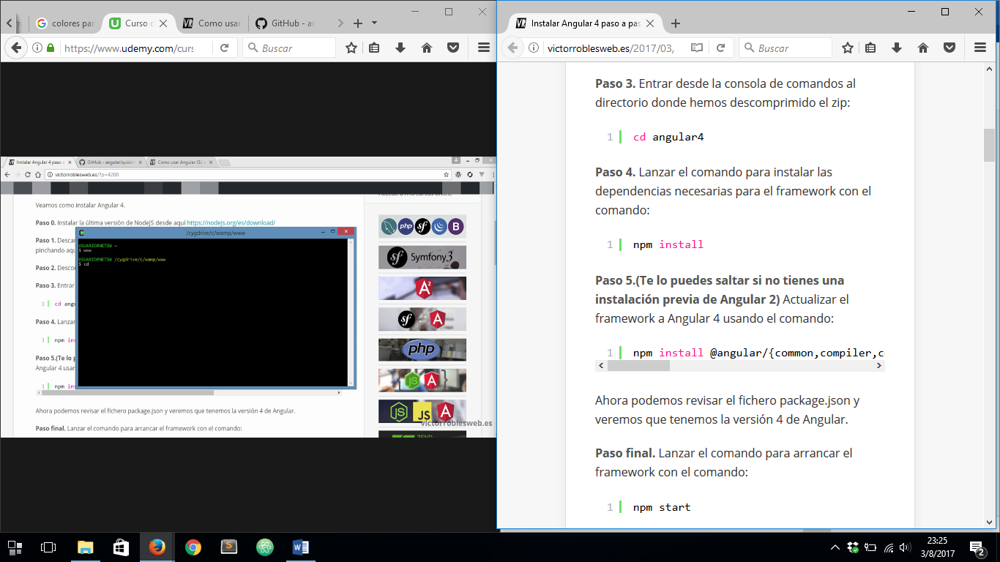 colores par
Curso d
Como usar
GitHub - an
https://www.udemy.com/curs
Buscar
Instalar Angular 4 paso a
GitHub - angular/quickst
Como usar Angular CLI
victorroblesweb.es/?p=4200
Veamos como instalar Angular 4.
Paso 0. Instalar la última versión de NodeJS desde aquí https://nodejs.org/es/download/
Paso 1. Descar
pinchando aqu
Paso 2. Descor
Paso 3. Entrar
1 cd angu
Paso 4. Lanzar
1 npm ins
Paso 5.(Te lo p
Angular 4 usan
1 npm ins
/cygdrive/c/wamp/www
USUARIO@NETSW ~
$ www
USUARIO@NETSW /cygdrive/c/wamp/www
$ cd
Ahora podemos revisar el fichero package.json y veremos que tenemos la versión 4 de Angular.
Paso final. Lanzar el comando para arrancar el framework con el comando:
php
B
Symfony3
php
JS
victorroblesweb.es
Instalar Angular 4 paso a pas
victorroblesweb.es/2017/03,
Buscar
Paso 3. Entrar desde la consola de comandos al
directorio donde hemos descomprimido el zip:
1 cd angular4
Paso 4. Lanzar el comando para instalar las
dependencias necesarias para el framework con el
comando:
1 npm install
Paso 5.(Te lo puedes saltar si no tienes una
instalación previa de Angular 2) Actualizar el
framework a Angular 4 usando el comando:
1 npm install @angular/{common,compiler,c
Ahora podemos revisar el fichero package.json y
veremos que tenemos la versión 4 de Angular.
Paso final. Lanzar el comando para arrancar el
framework con el comando:
1 npm start
23:25
3/8/2017
2